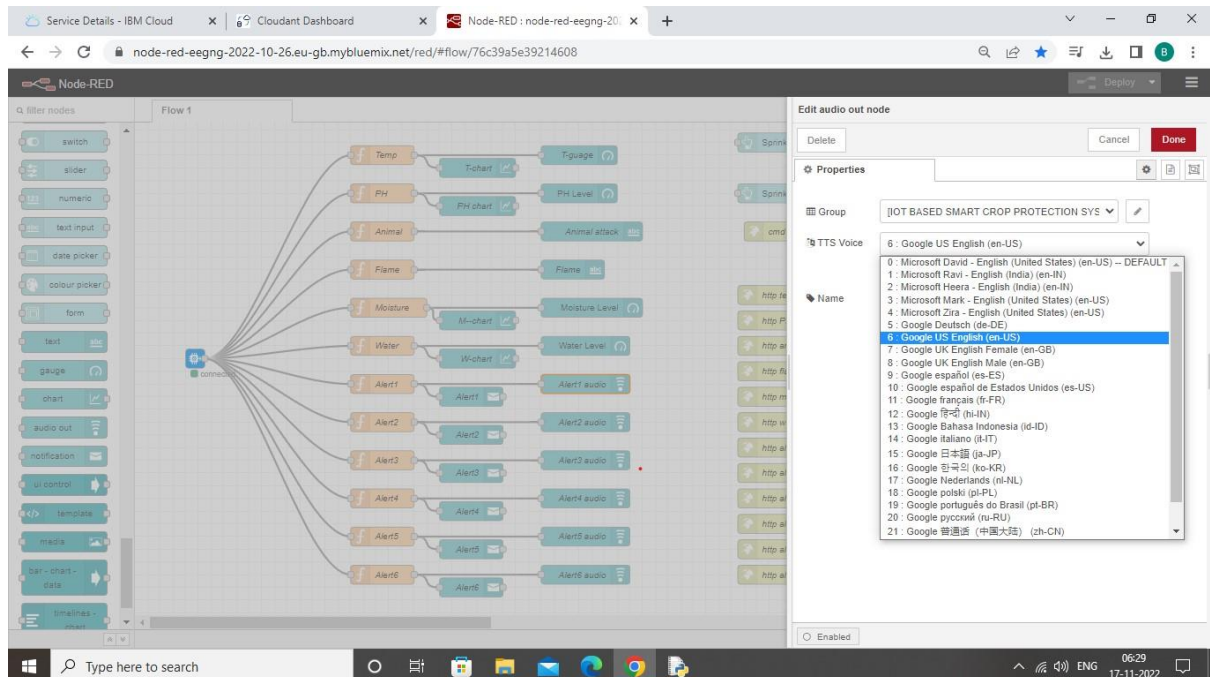 Service Details - IBM Cloud
Cloudant Dashboard
Node-RED : node-red-eegng-20
node-red-eegng-2022-10-26.eu-gb.mybluemix.net/red/#flow/76c39a5e39214608
B
Node-RED
Deploy
filter nodes
Flow 1
Edit audio out node
Delete
Cancel
Done
Properties
Group
[IOT BASED SMART CROP PROTECTION SYS
TTS Voice
6 : Google US English (en-US)
0 : Microsoft David - English (United States) (en-US) -- DEFAULT
1 : Microsoft Ravi - English (India) (en-IN)
2 : Microsoft Heera - English (India) (en-IN)
3 : Microsoft Mark - English (United States) (en-US)
4 : Microsoft Zira - English (United States) (en-US)
5 : Google Deutsch (de-DE)
6 : Google US English (en-US)
7 : Google UK English Female (en-GB)
8 : Google UK English Male (en-GB)
9 : Google español (es-ES)
10 : Google español de Estados Unidos (es-US)
11 : Google français (fr-FR)
12 : Google हिन्दी (hi-IN)
13 : Google Bahasa Indonesia (id-ID)
14 : Google italiano (it-IT)
15 : Google 日本語 (ja-JP)
16 : Google 한국의 (ko-KR)
17 : Google Nederlands (nl-NL)
18 : Google polski (pl-PL)
19 : Google português do Brasil (pt-BR)
20 : Google русский (ru-RU)
21 : Google 普通话（中国大陆） (zh-CN)
Name
Enabled
switch
slider
numeric
text input
date picker
colour picker
form
text
abc
gauge
chart
audio out
notification
ui control
template
media
bar - chart -
data
timelines -
chart
connected
Temp
T-chart
T-guage
PH
PH chart
PH Level
Animal
Animal attack
abc
Flame
Flame
abc
Moisture
M--chart
Moisture Level
Water
W-chart
Water Level
Alert1
Alert1
Alert1 audio
Alert2
Alert2
Alert2 audio
Alert3
Alert3
Alert3 audio
Alert4
Alert4
Alert4 audio
Alert5
Alert5
Alert5 audio
Alert6
Alert6
Alert6 audio
cmd
http te
http P
http
http
http
http
http al
http al
http al
http al
http al
http al
Type here to search
ENG
06:29
17-11-2022